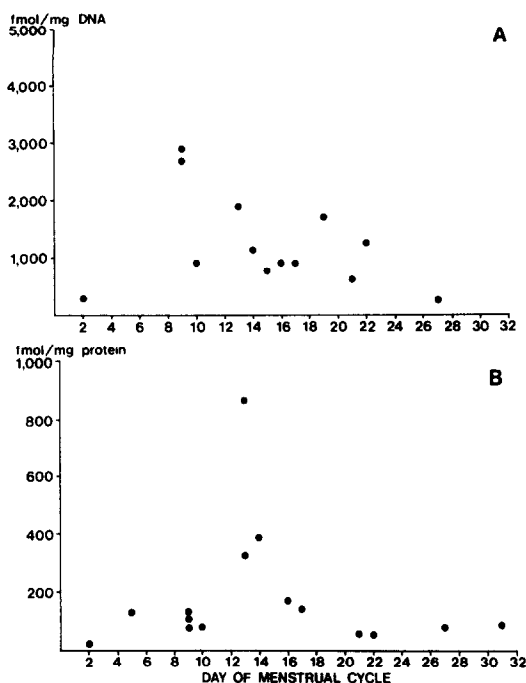 fmol/mg DNA
A
5,000
4,000
3,000
2,000
1,000
2 4 6 8 10 12 14 16 18 20 22 24 26 28 30 32
fmol/mg protein
B
1,000
800
600
400
200
2 4 6 8 10 12 14 16 18 20 22 24 26 28 30 32
DAY OF MENSTRUAL CYCLE